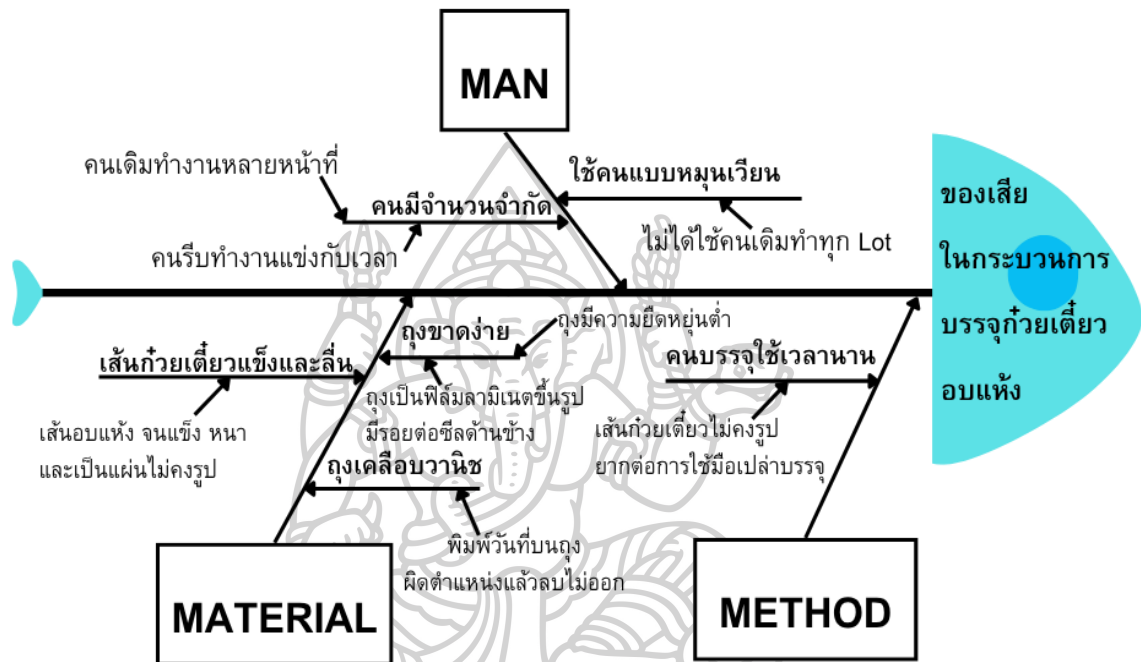 MAN
คนเดิมทำงานหลายหน้าที่
คนมีจำนวนจำกัด
คนรีบทำงานแข่งกับเวลา
ใช้คนแบบหมุนเวียน
ไม่ได้ใช้คนเดิมทำทุก Lot
ของเสีย
ในกระบวนการ
บรรจุก๋วยเตี๋ยว
อบแห้ง
ถุงขาดง่าย
ถุงมีความยืดหยุ่นต่ำ
ถุงเป็นฟิล์มลามิเนตขึ้นรูป
มีรอยต่อซีลด้านข้าง
เส้นก๋วยเตี๋ยวแข็งและลื่น
เส้นอบแห้ง จนแข็ง หนา
และเป็นแผ่นไม่คงรูป
ถุงเคลือบวานิช
พิมพ์วันที่บนถุง
ผิดตำแหน่งแล้วลบไม่ออก
คนบรรจุใช้เวลานาน
เส้นก๋วยเตี๋ยวไม่คงรูป
ยากต่อการใช้มือเปล่าบรรจุ
MATERIAL
METHOD